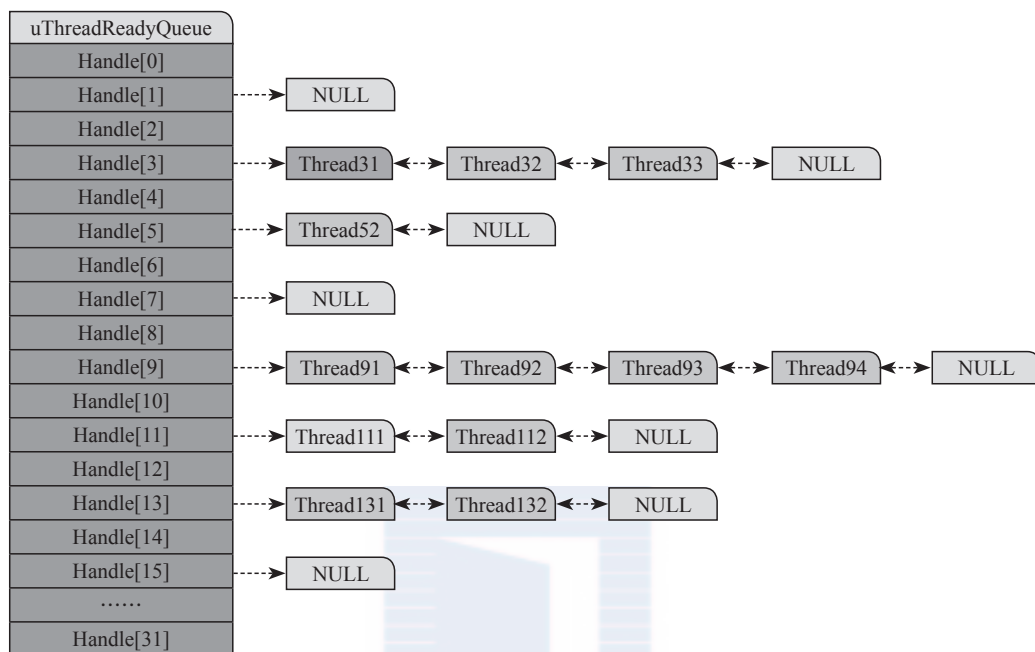 uThreadReadyQueue
Handle[0]
Handle[1] NULL
Handle[2]
Handle[3] Thread31 Thread32 Thread33 NULL
Handle[4]
Handle[5] Thread52 NULL
Handle[6]
Handle[7] NULL
Handle[8]
Handle[9] Thread91 Thread92 Thread93 Thread94 NULL
Handle[10]
Handle[11] Thread111 Thread112 NULL
Handle[12]
Handle[13] Thread131 Thread132 NULL
Handle[14]
Handle[15] NULL
……
Handle[31]